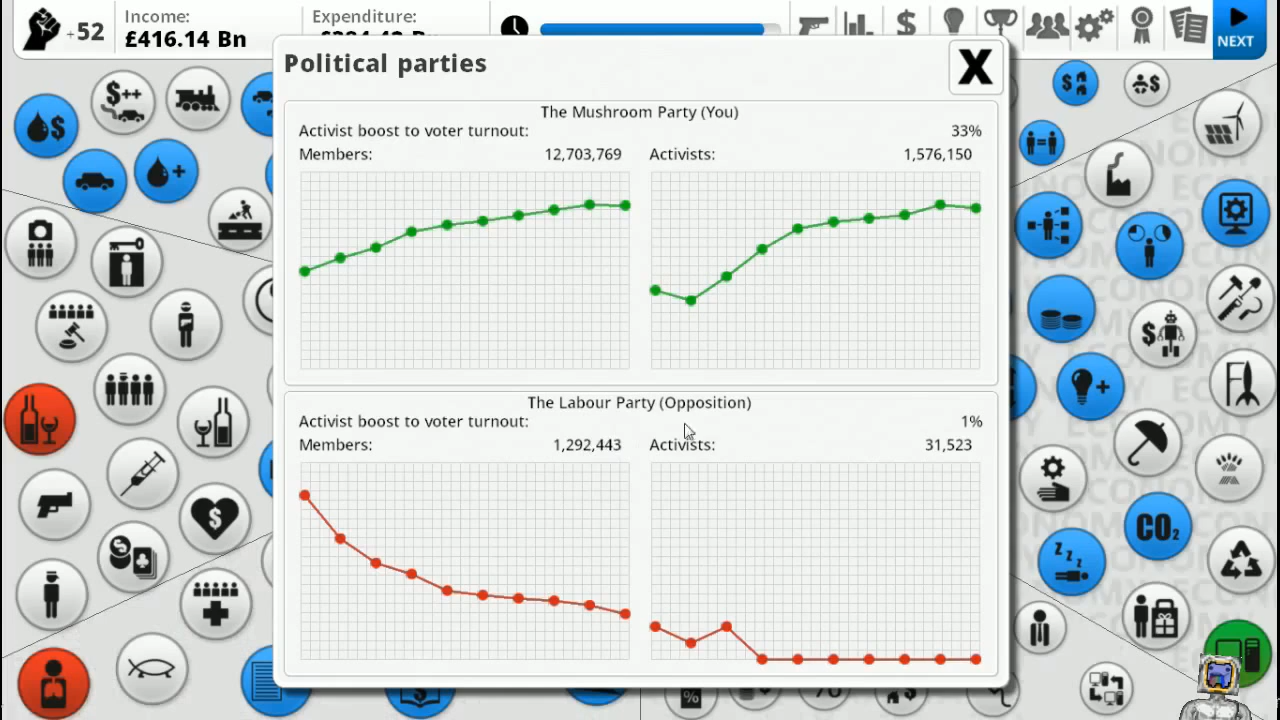 +52
Income:
£416.14 Bn
Expenditure:
NEXT
Political parties
X
The Mushroom Party (You)
Activist boost to voter turnout: 33%
Members: 12,703,769 Activists: 1,576,150
The Labour Party (Opposition)
Activist boost to voter turnout: 1%
Members: 1,292,443 Activists: 31,523
$++
$
CO₂
ECONOMY
Z Z Z
%